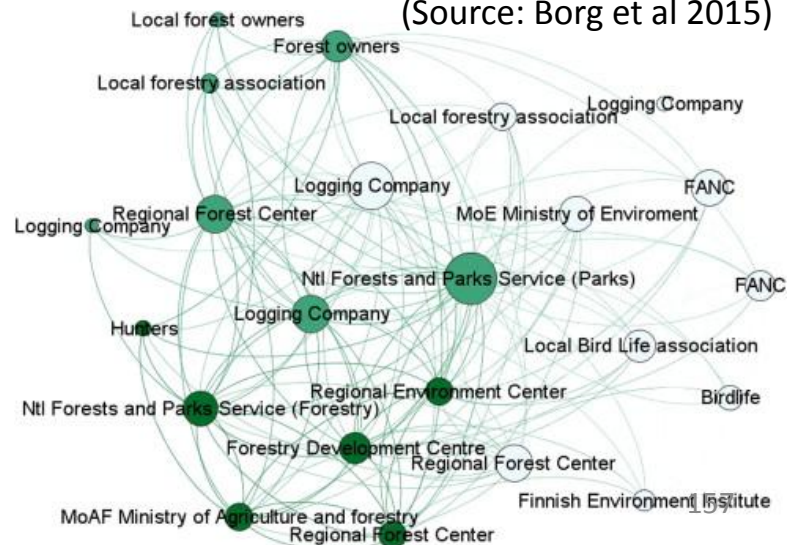 (Source: Borg et al 2015)
Local forest owners
Forest owners
Local forestry association
Local forestry association
Logging Company
Logging Company
FANC
Regional Forest Center
MoE Ministry of Enviroment
Logging Company
Ntl Forests and Parks Service (Parks)
FANC
Logging Company
Hunters
Local Bird Life association
Regional Environment Center
Birdlife
Ntl Forests and Parks Service (Forestry)
Forestry Development Centre
Regional Forest Center
Finnish Environment Institute
157
MoAF Ministry of Agriculture and forestry
Regional Forest Center